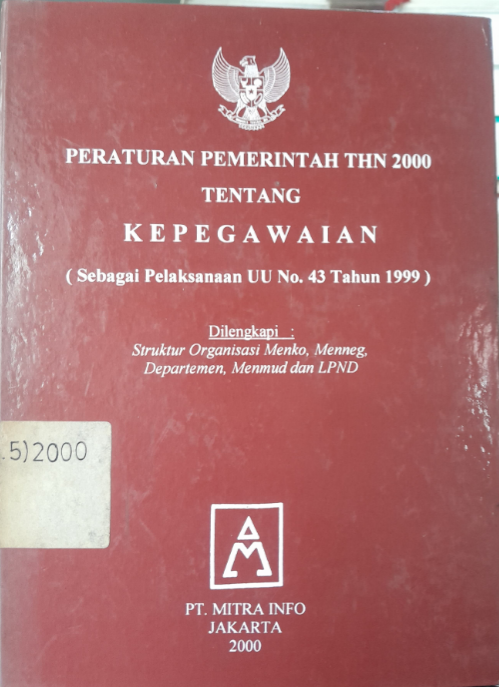 PERATURAN PEMERINTAH THN 2000
TENTANG
KEPEGAWAIAN
( Sebagai Pelaksanaan UU No. 43 Tahun 1999 )
Dilengkapi :
Struktur Organisasi Menko, Menneg,
Departemen, Menmud dan LPND
.5)2000
AM
PT. MITRA INFO
JAKARTA
2000